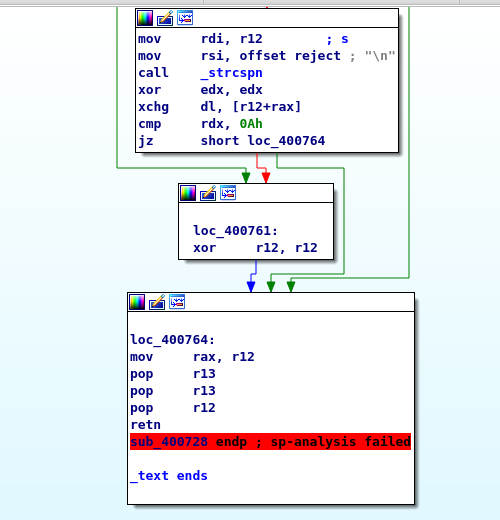 mov rdi, r12 ; s
mov rsi, offset reject ; "\n"
call _strcspn
xor edx, edx
xchg dl, [r12+rax]
cmp rdx, 0Ah
jz short loc_400764
loc_400761:
xor r12, r12
loc_400764:
mov rax, r12
pop r13
pop r13
pop r12
retn
sub_400728 endp ; sp-analysis failed
_text ends